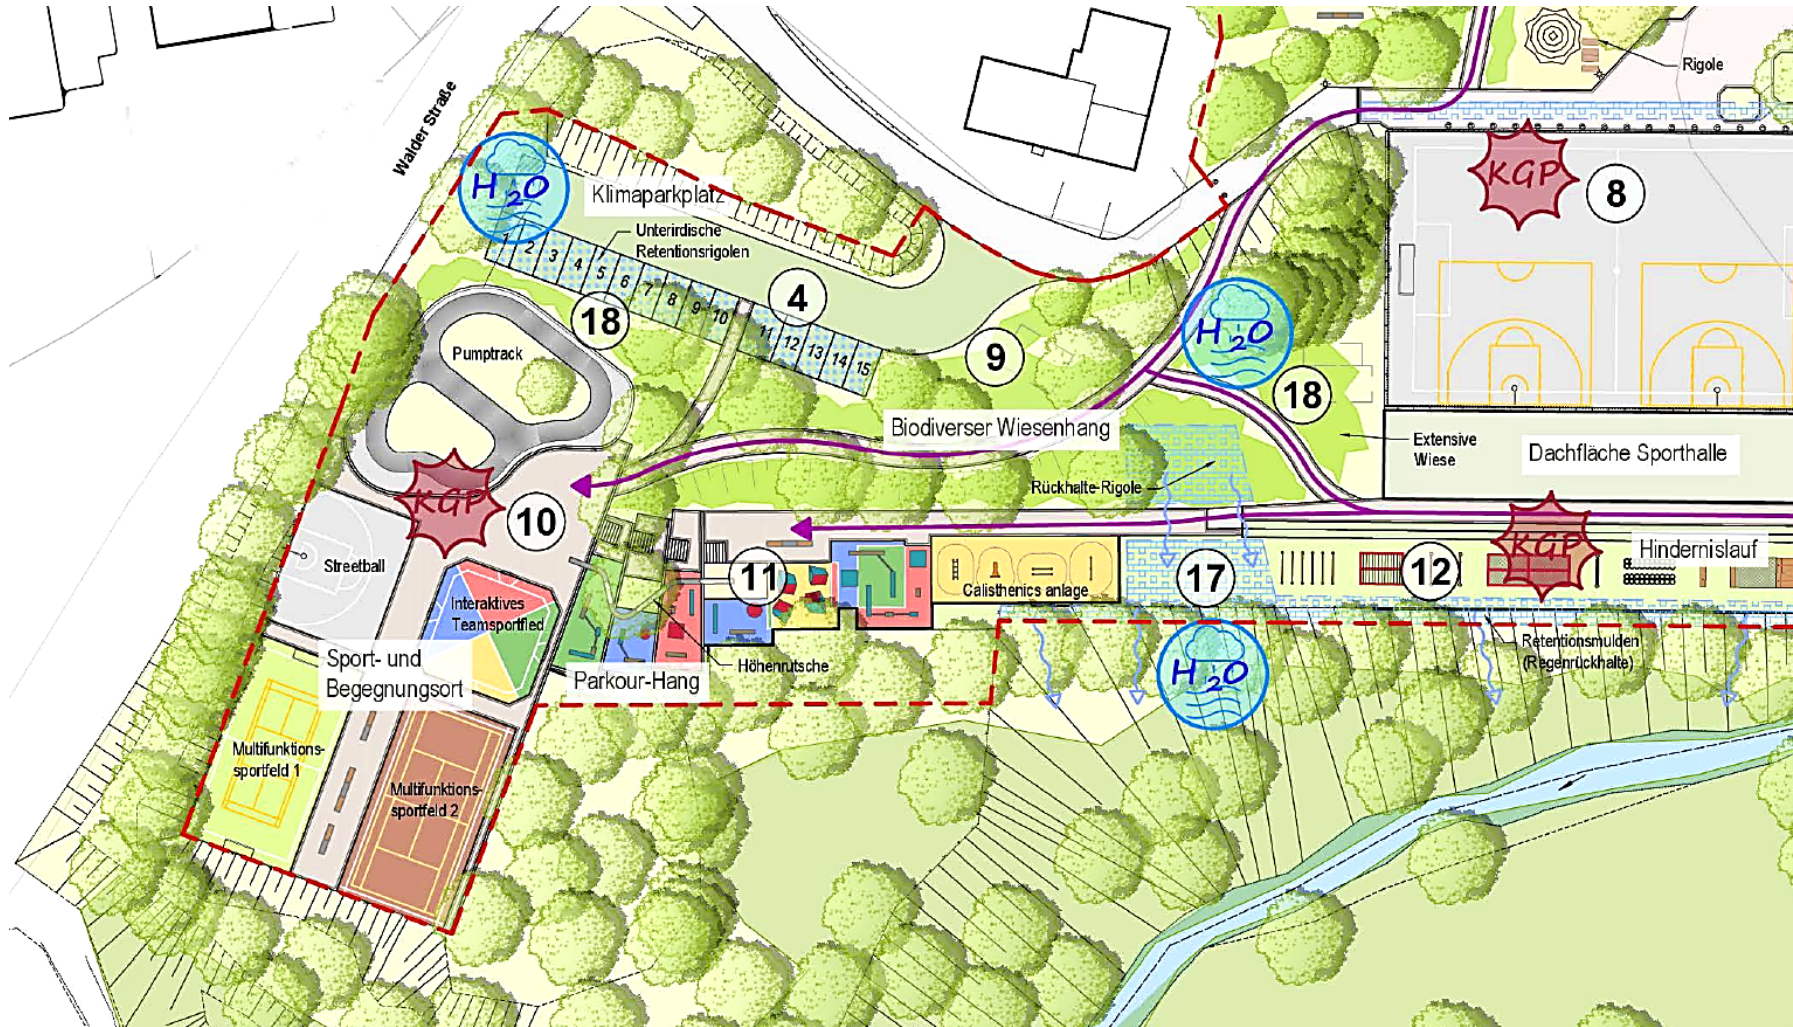 Walder Straße
H2O
Klimaparkplatz
Unterirdische
Retentionsrigolen
1
2
3
4
5
6
7
8
9
10
11
12
13
14
15
4
18
9
Pumptrack
Rigole
KGP
8
H2O
18
Biodiverser Wiesenhang
Extensive
Wiese
Dachfläche Sporthalle
Rückhalte-Rigole
KGP
10
Streetball
Interaktives
Teamsportfled
11
Calisthenics anlage
17
12
KGP
Hindernislauf
Höhenrutsche
Parkour-Hang
H2O
Retentionsmulden
(Regenrückhalte)
Sport- und
Begegnungsort
Multifunktions-
sportfeld 1
Multifunktions-
sportfeld 2